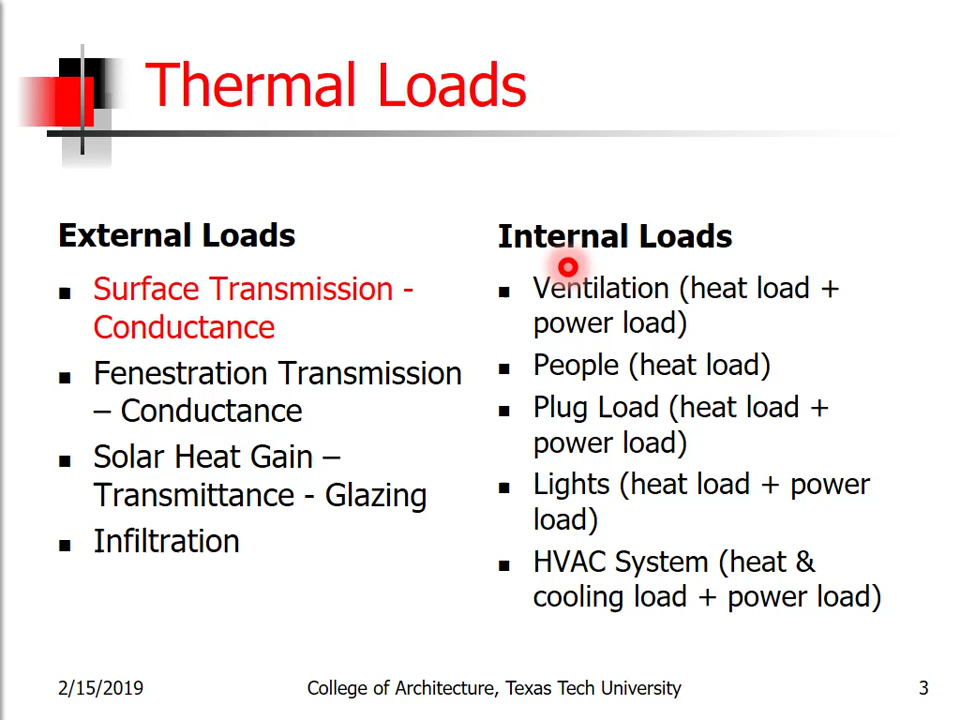 Thermal Loads
External Loads
■ Surface Transmission -
Conductance
■ Fenestration Transmission
– Conductance
■ Solar Heat Gain –
Transmittance - Glazing
■ Infiltration
Internal Loads
■ Ventilation (heat load +
power load)
■ People (heat load)
■ Plug Load (heat load +
power load)
■ Lights (heat load + power
load)
■ HVAC System (heat &
cooling load + power load)
2/15/2019
College of Architecture, Texas Tech University
3